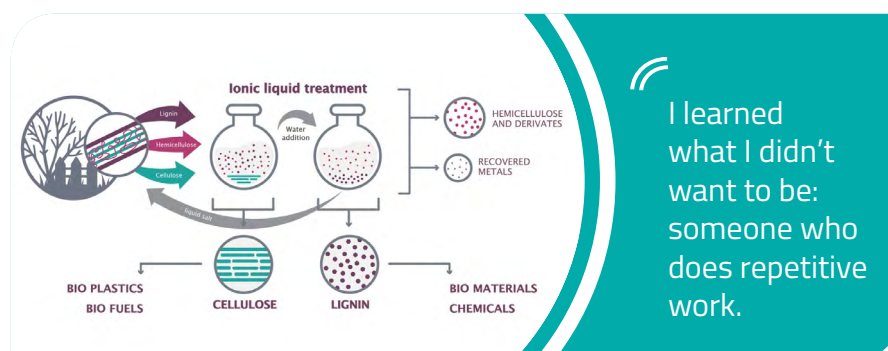 Ionic liquid treatment
Lignin
Hemicellulose
Cellulose
Water
addition
HEMICELLULOSE
AND DERIVATES
RECOVERED
METALS
liquid salt
BIO PLASTICS
BIO FUELS
CELLULOSE
LIGNIN
BIO MATERIALS
CHEMICALS
I learned
what I didn’t
want to be:
someone who
does repetitive
work.